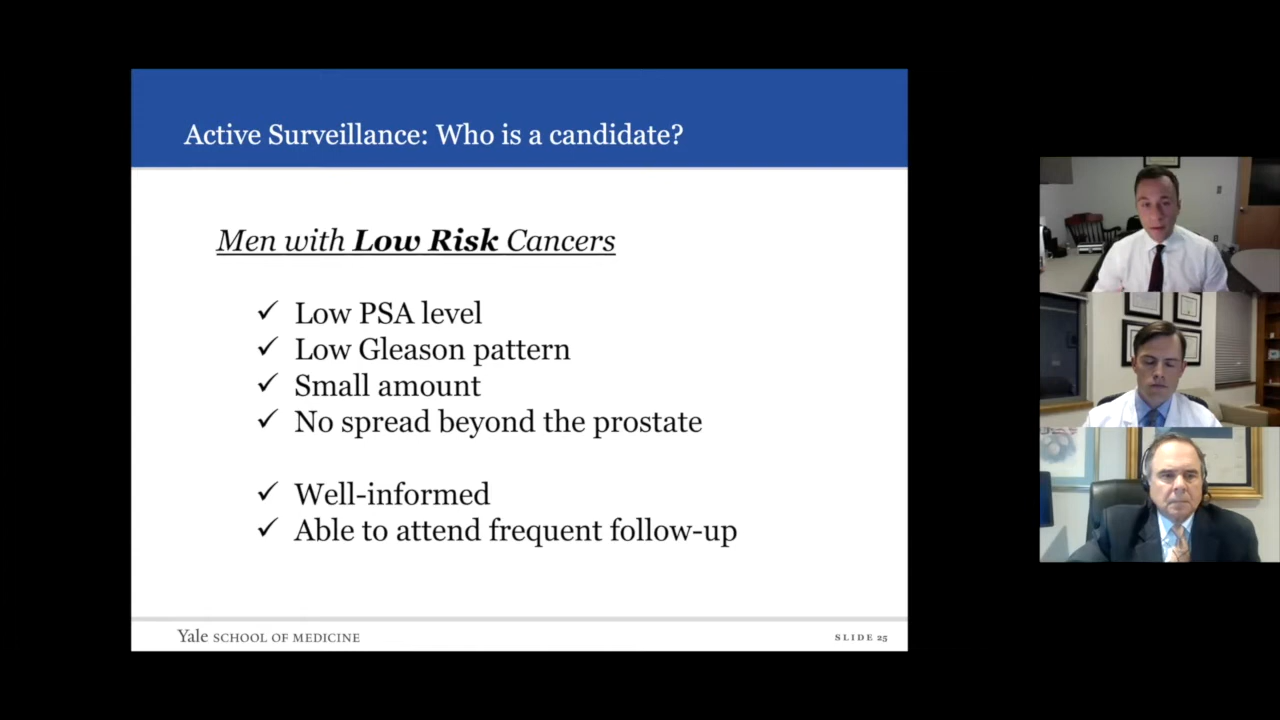 Active Surveillance: Who is a candidate?
Men with Low Risk Cancers
✓ Low PSA level
✓ Low Gleason pattern
✓ Small amount
✓ No spread beyond the prostate
✓ Well-informed
✓ Able to attend frequent follow-up
Yale SCHOOL OF MEDICINE
SLIDE 25